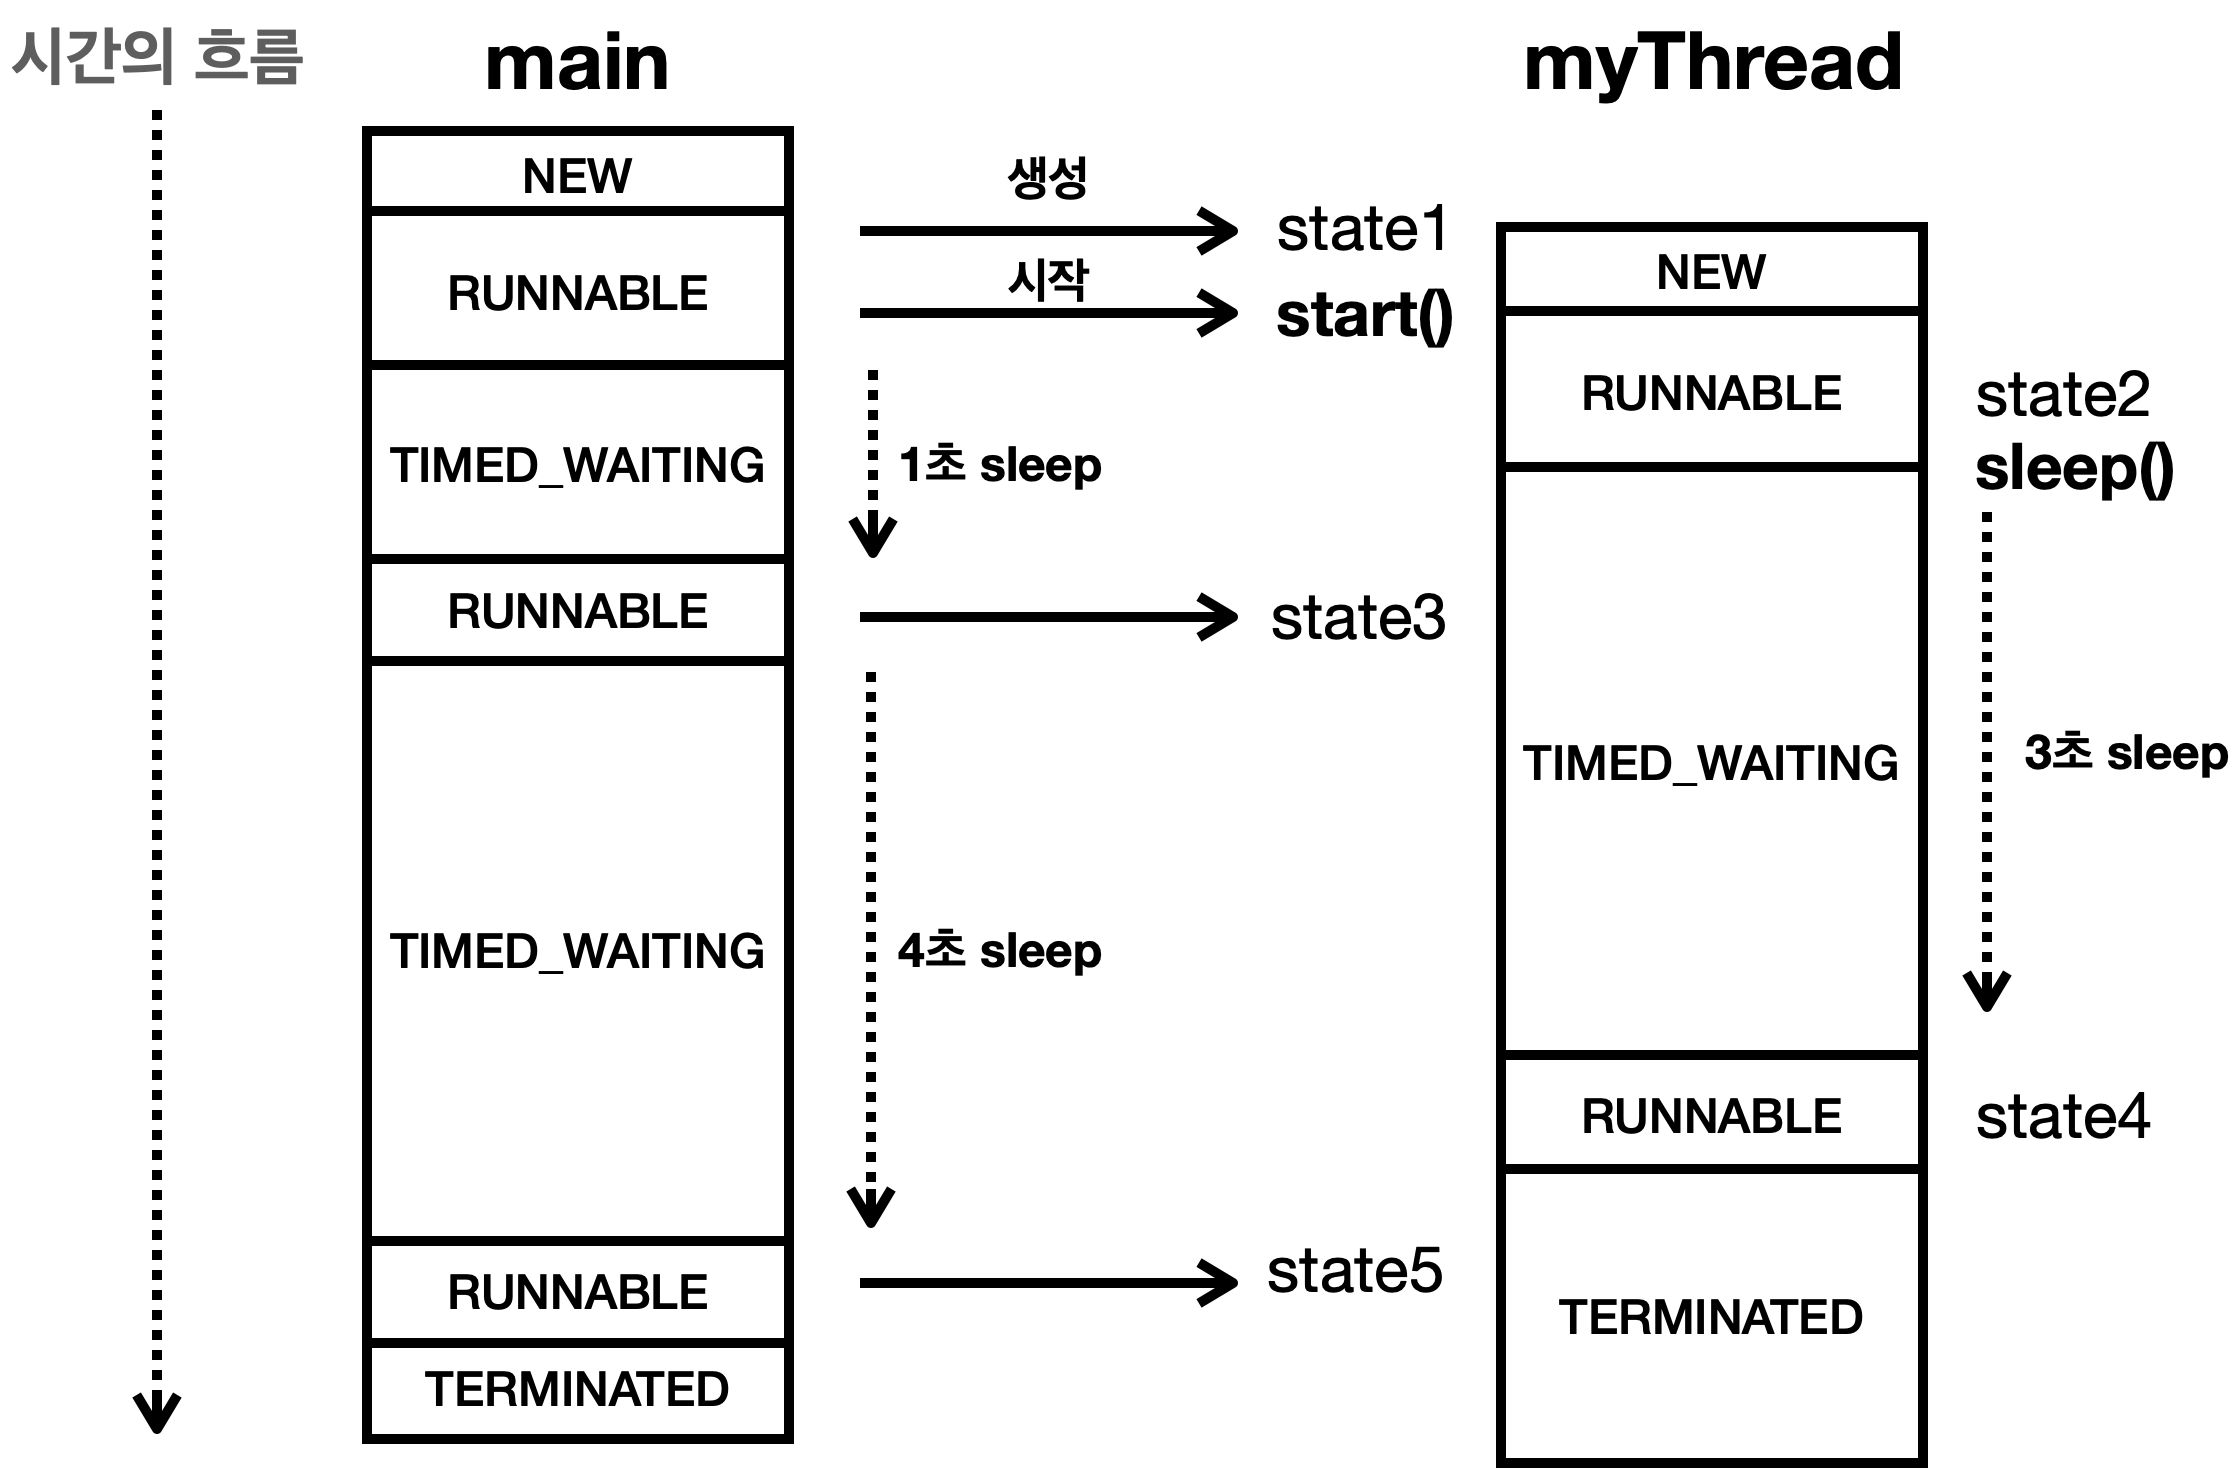 시간의 흐름
main
myThread
NEW
RUNNABLE
TIMED_WAITING
RUNNABLE
TIMED_WAITING
RUNNABLE
TERMINATED
생성
state1
시작
start()
1초 sleep
state3
4초 sleep
state5
NEW
RUNNABLE
TIMED_WAITING
RUNNABLE
TERMINATED
state2
sleep()
3초 sleep
state4